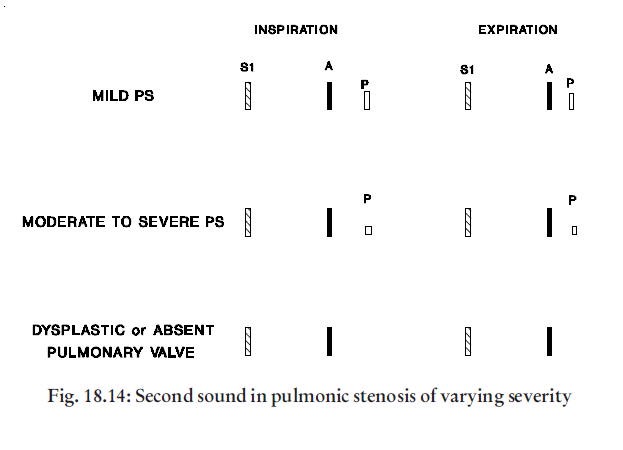 INSPIRATION EXPIRATION
S1 A P S1 A P
MILD PS
P P
MODERATE TO SEVERE PS
DYSPLASTIC or ABSENT
PULMONARY VALVE
Fig. 18.14: Second sound in pulmonic stenosis of varying severity